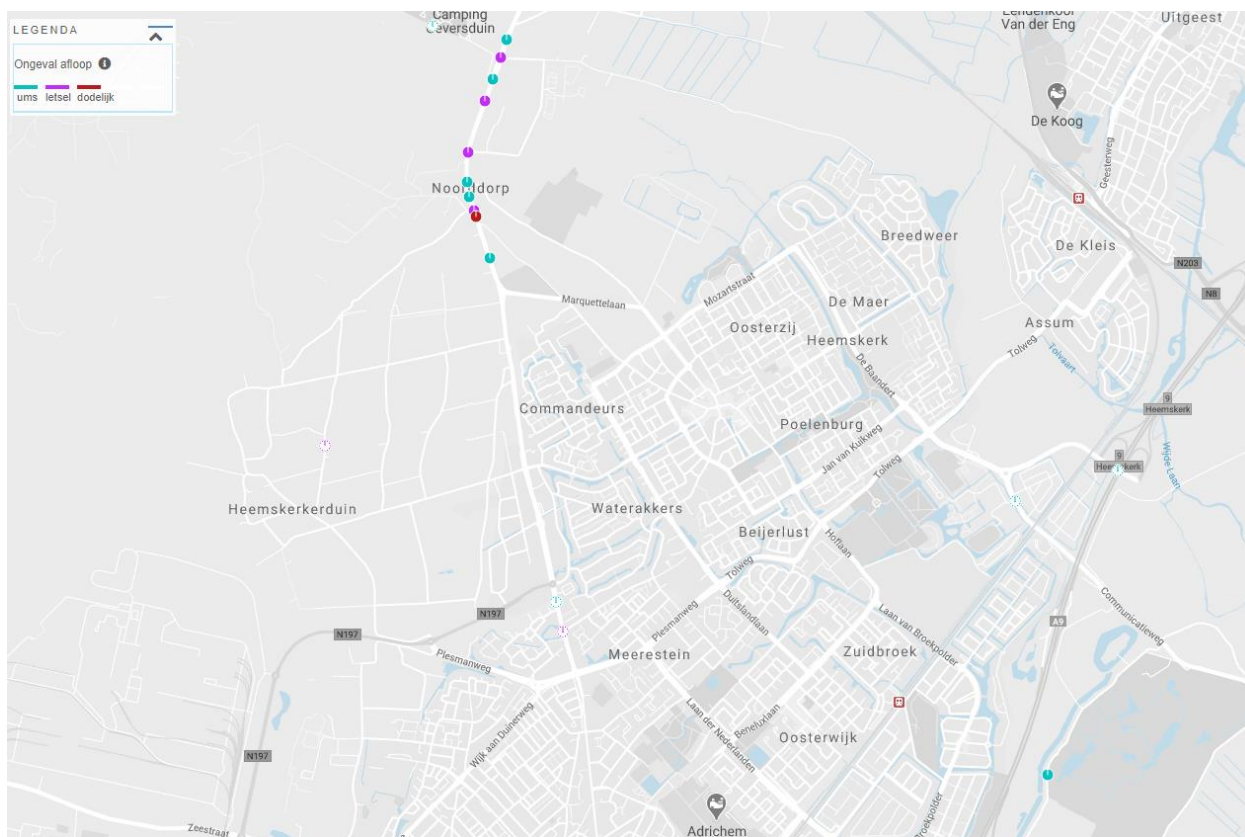 LEGENDA
Ongeval afloop
ums letsel dodelijk
Camping
Geversduin
Van der Eng
Uitgeest
De Koog
Geesterweg
Noorddorp
Breedweer
De Kleis
N203
N8
Mozartstraat
Marquettelaan
De Maer
Oosterzij
Heemskerk
Assum
Tolweg
Tolvaart
De Baandert
9
Heemskerk
Commandeurs
Poelenburg
Jan van Kuikweg
Tolweg
9
Heemskerk
Wijde Laan
Heemskerkerduin
Waterakkers
Beijerlust
Hoflaan
Tolweg
N197
Duitslandlaan
Communicatieweg
Plesmanweg
Laan van Broekpolder
A9
N197
Plesmanweg
Meerestein
Zuidbroek
Laan der Nederlanden
Beneluxlaan
Wijk aan Duinerweg
Oosterwijk
N197
Broekpolder
Zeestraat
Adrichem